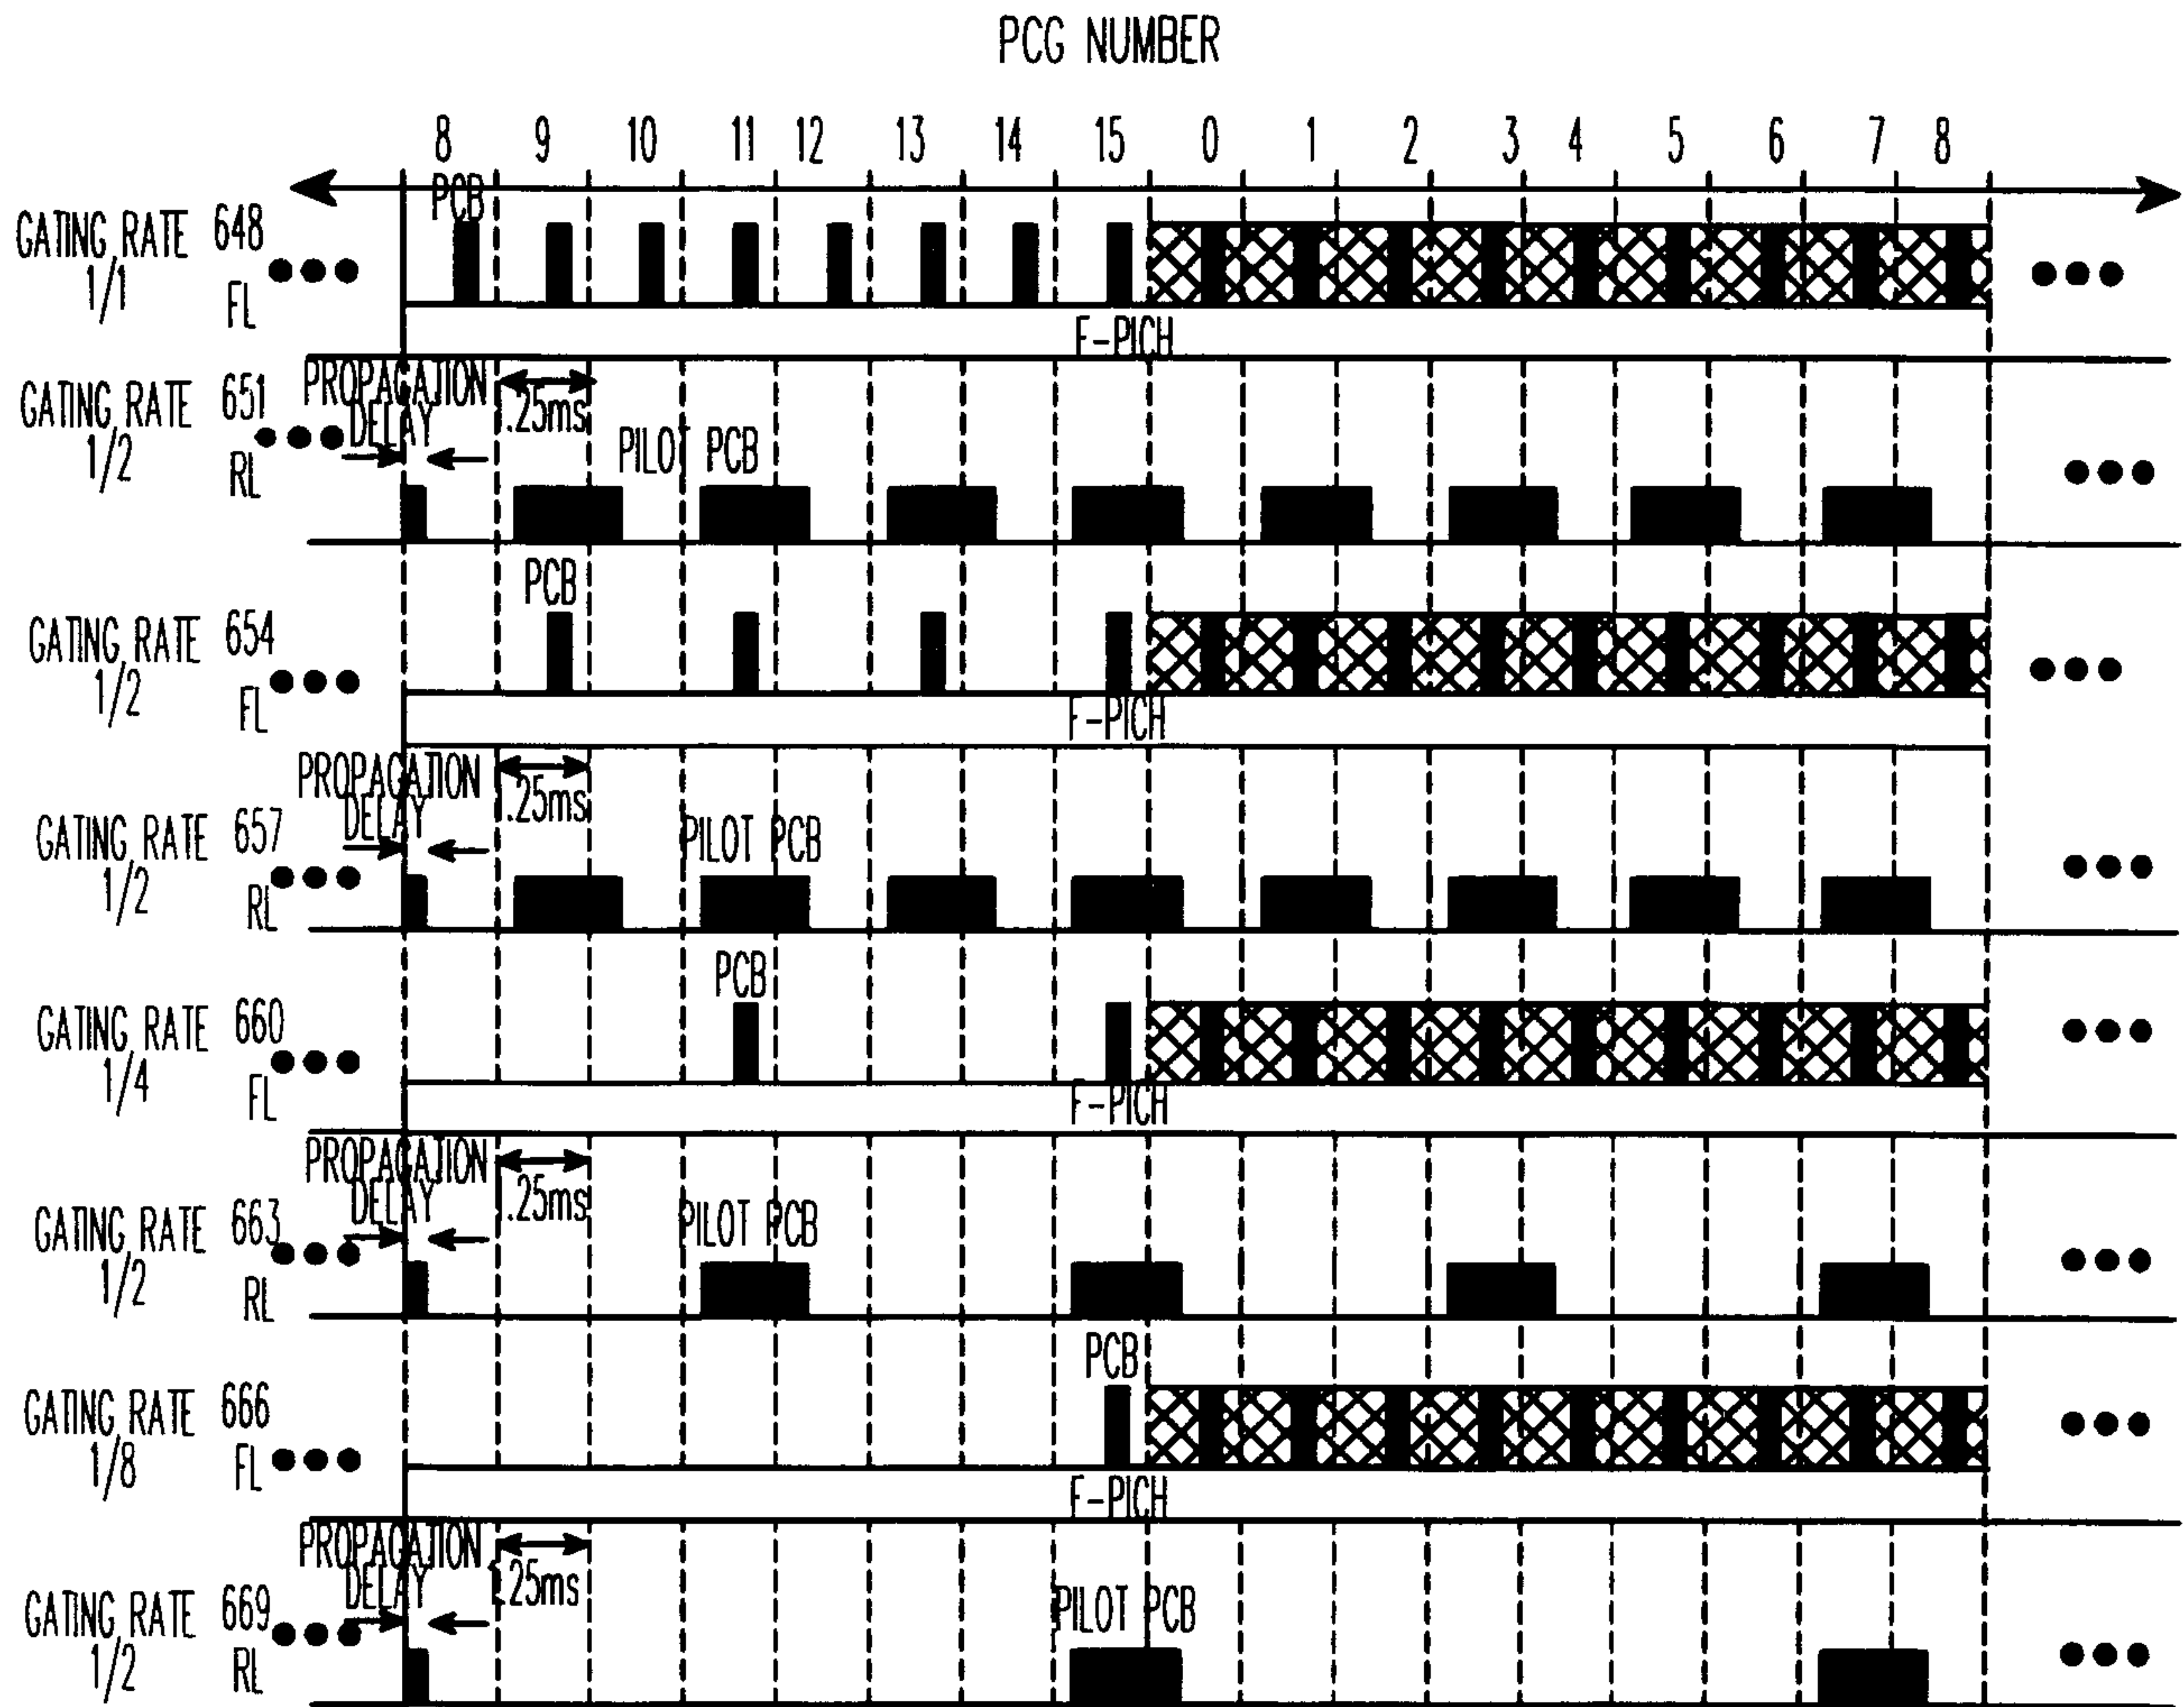 PCG NUMBER
8 9 10 11 12 13 14 15 0 1 2 3 4 5 6 7 8
PCB
GATING RATE 648
1/1
FL
F-PICH
PROPAGATION
DELAY
1.25ms
GATING RATE 651
1/2
RL
PILOT PCB
PCB
GATING RATE 654
1/2
FL
F-PICH
PROPAGATION
DELAY
1.25ms
GATING RATE 657
1/2
RL
PILOT PCB
PCB
GATING RATE 660
1/4
FL
F-PICH
PROPAGATION
DELAY
1.25ms
GATING RATE 663
1/2
RL
PILOT PCB
PCB
GATING RATE 666
1/8
FL
F-PICH
PROPAGATION
DELAY
1.25ms
GATING RATE 669
1/2
RL
PILOT PCB